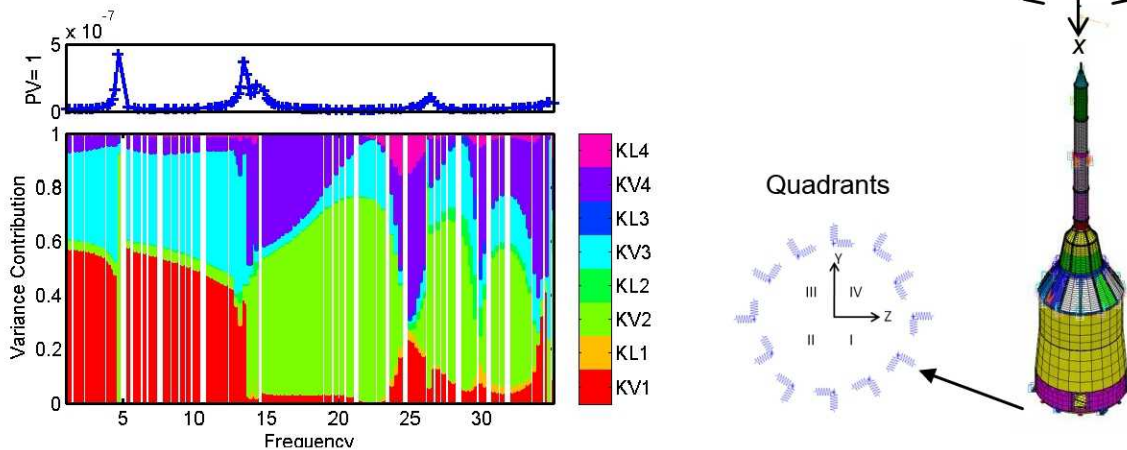 x 10-7
5
0
PV= 1
1
0.8
0.6
0.4
0.2
0
Variance Contribution
5 10 15 20 25 30
Frequency
KL4
KV4
KL3
KV3
KL2
KV2
KL1
KV1
Quadrants
Y
III IV
Z
II I
X